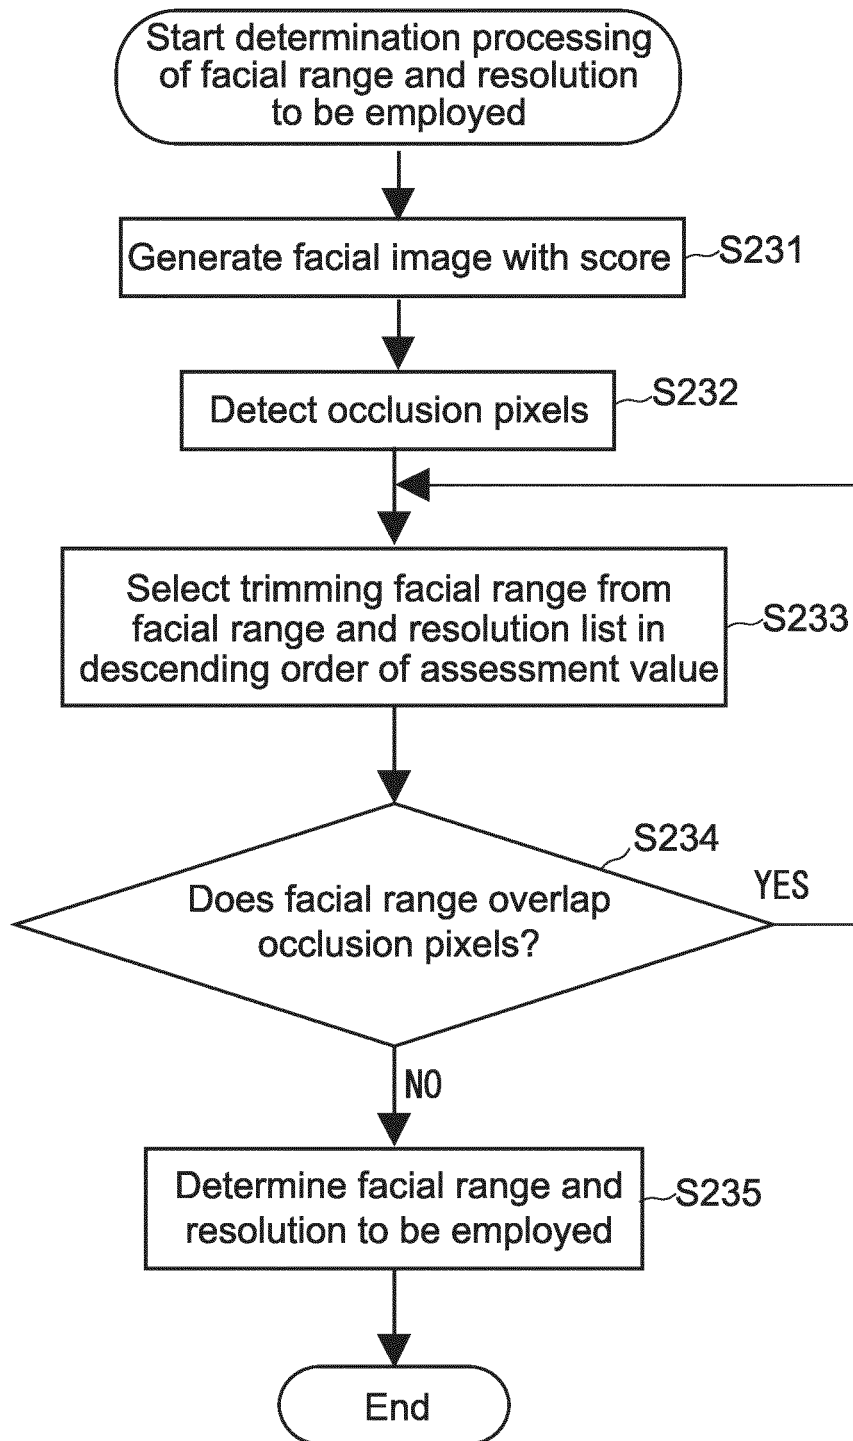 Start determination processing
of facial range and resolution
to be employed
Generate facial image with score
S231
Detect occlusion pixels
S232
Select trimming facial range from
facial range and resolution list in
descending order of assessment value
S233
S234
Does facial range overlap
occlusion pixels?
YES
NO
Determine facial range and
resolution to be employed
S235
End